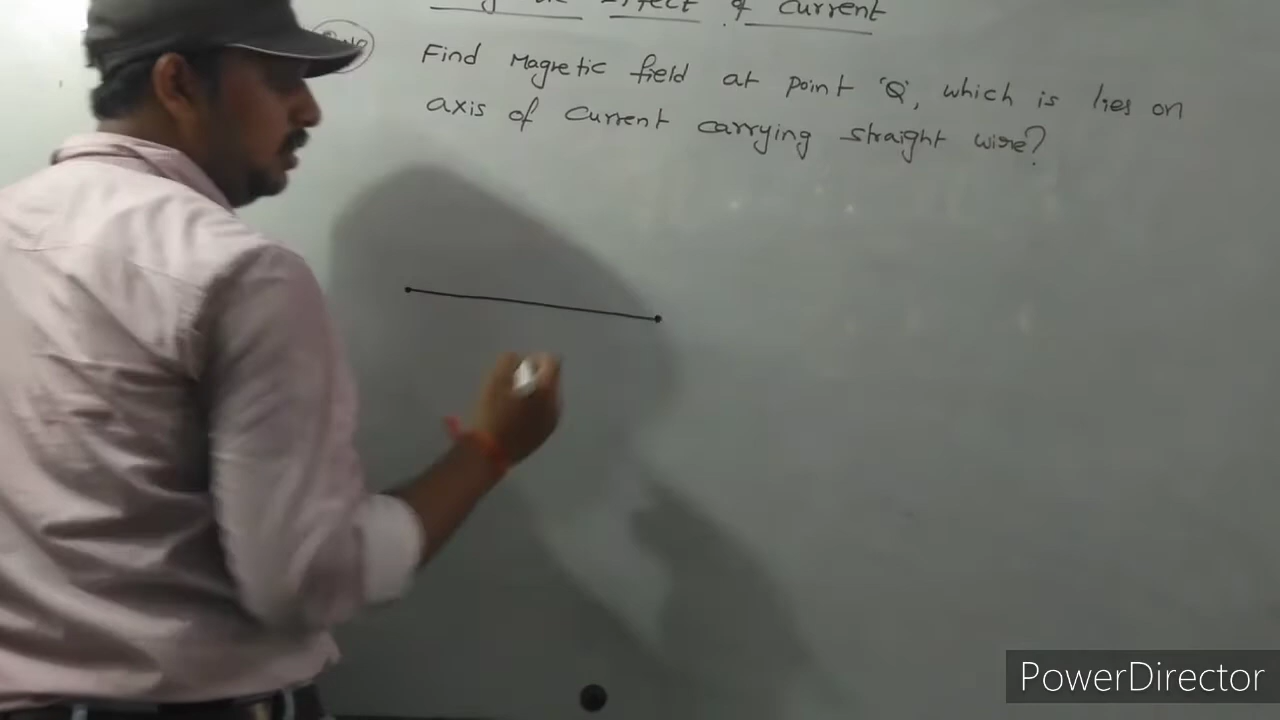 Effect of Current
Find Magnetic field at point 'Q', which is lies on
axis of Current carrying straight wire?
PowerDirector